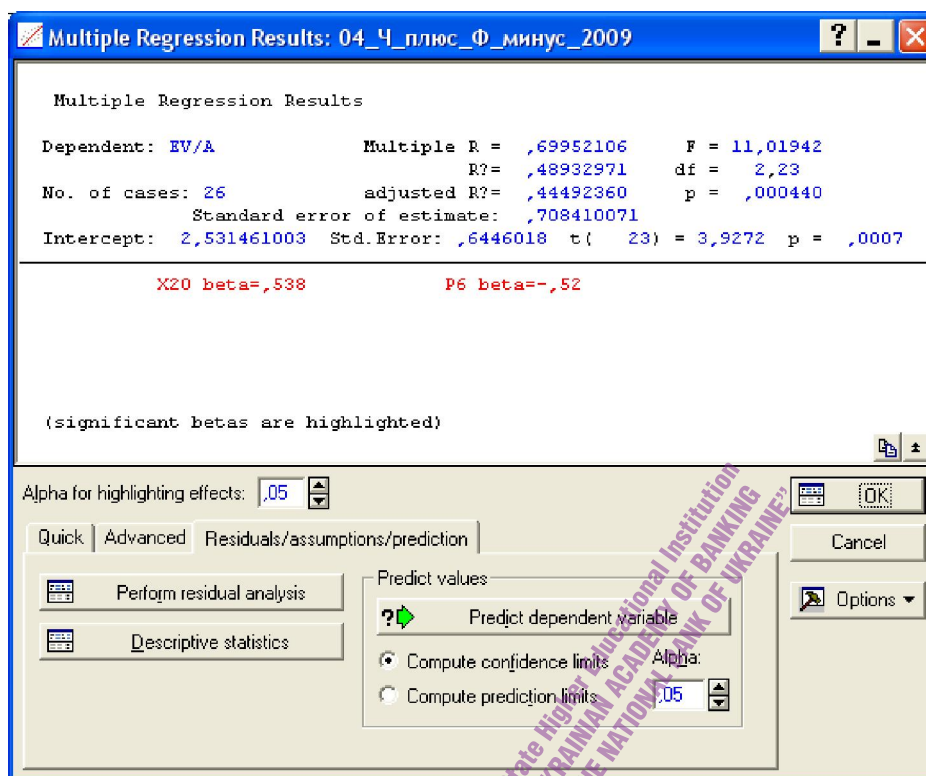 Multiple Regression Results: 04_Ч_плюс_Ф_минус_2009
Multiple Regression Results
Dependent: EV/A Multiple R = ,69952106 F = 11,01942
R?= ,48932971 df = 2,23
No. of cases: 26 adjusted R?= ,44492360 p = ,000440
Standard error of estimate: ,708410071
Intercept: 2,531461003 Std.Error: ,6446018 t( 23) = 3,9272 p = ,0007
X20 beta=,538 P6 beta=-,52
(significant betas are highlighted)
Alpha for highlighting effects: ,05
OK
Quick Advanced Residuals/assumptions/prediction
Cancel
Perform residual analysis
Descriptive statistics
Predict values
Predict dependent variable
Compute confidence limits Alpha:
Compute prediction limits ,05
Options
Higher Educational Institution
ACADEMY OF BANKING
NATIONAL BANK OF UKRAINE”